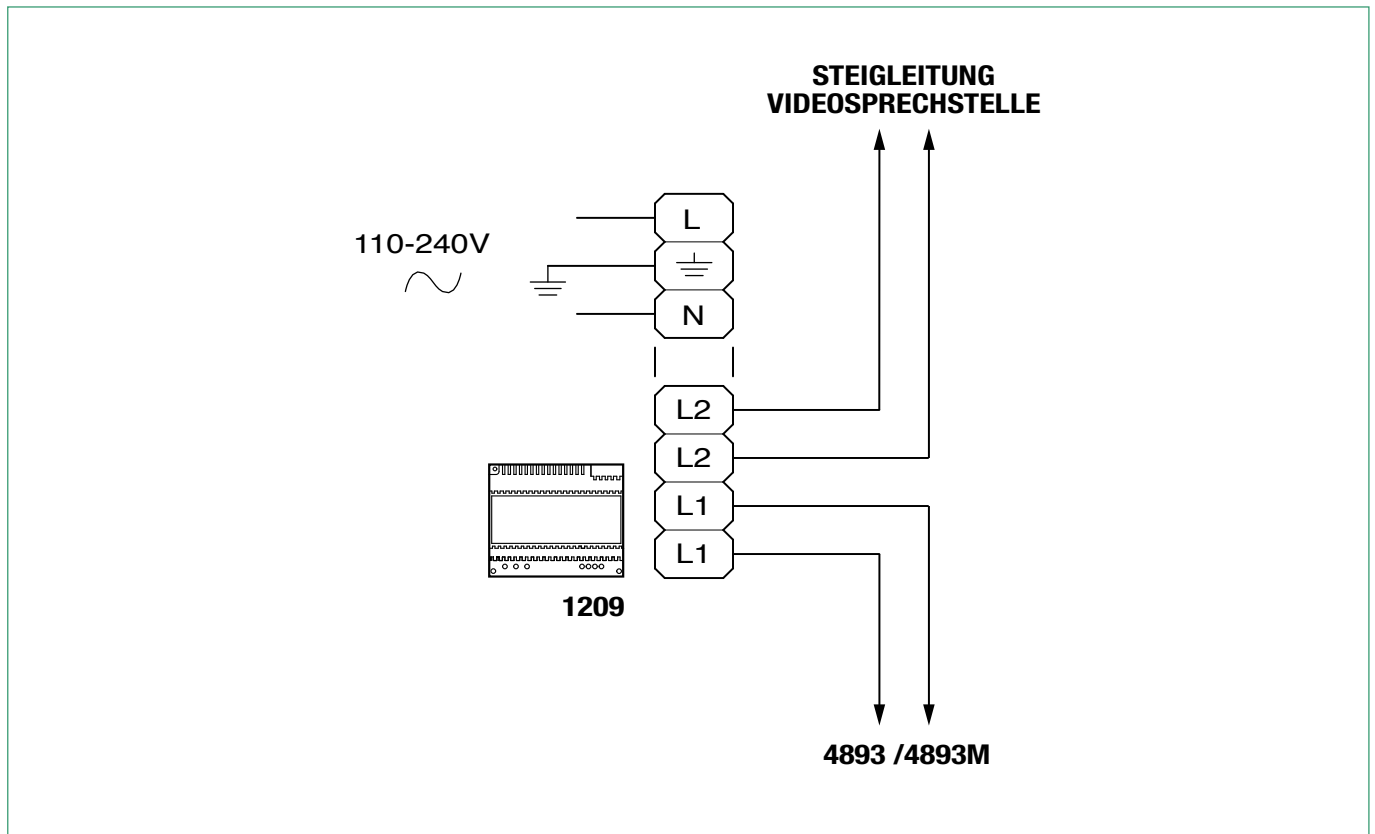 STEIGLEITUNG
VIDEOSPRECHSTELLE
110-240V
L
N
L2
L2
L1
L1
1209
4893 /4893M